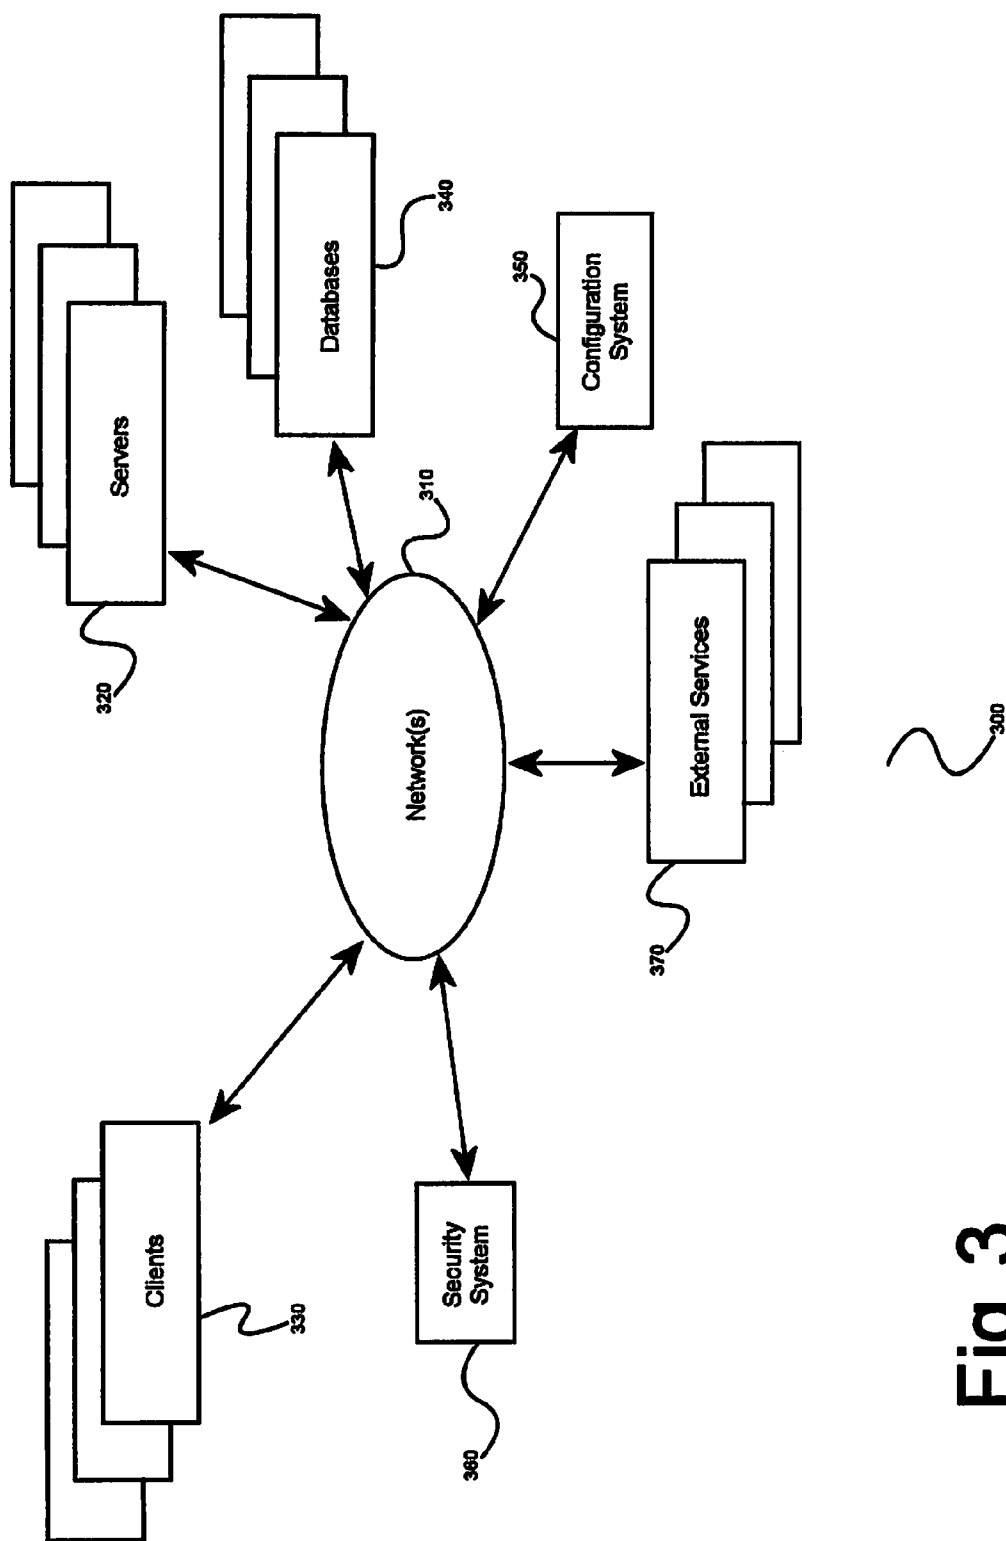 Clients
330
Servers
320
Databases
340
Network(s)
310
Security
System
360
Configuration
System
350
External Services
370
300
Fig. 3